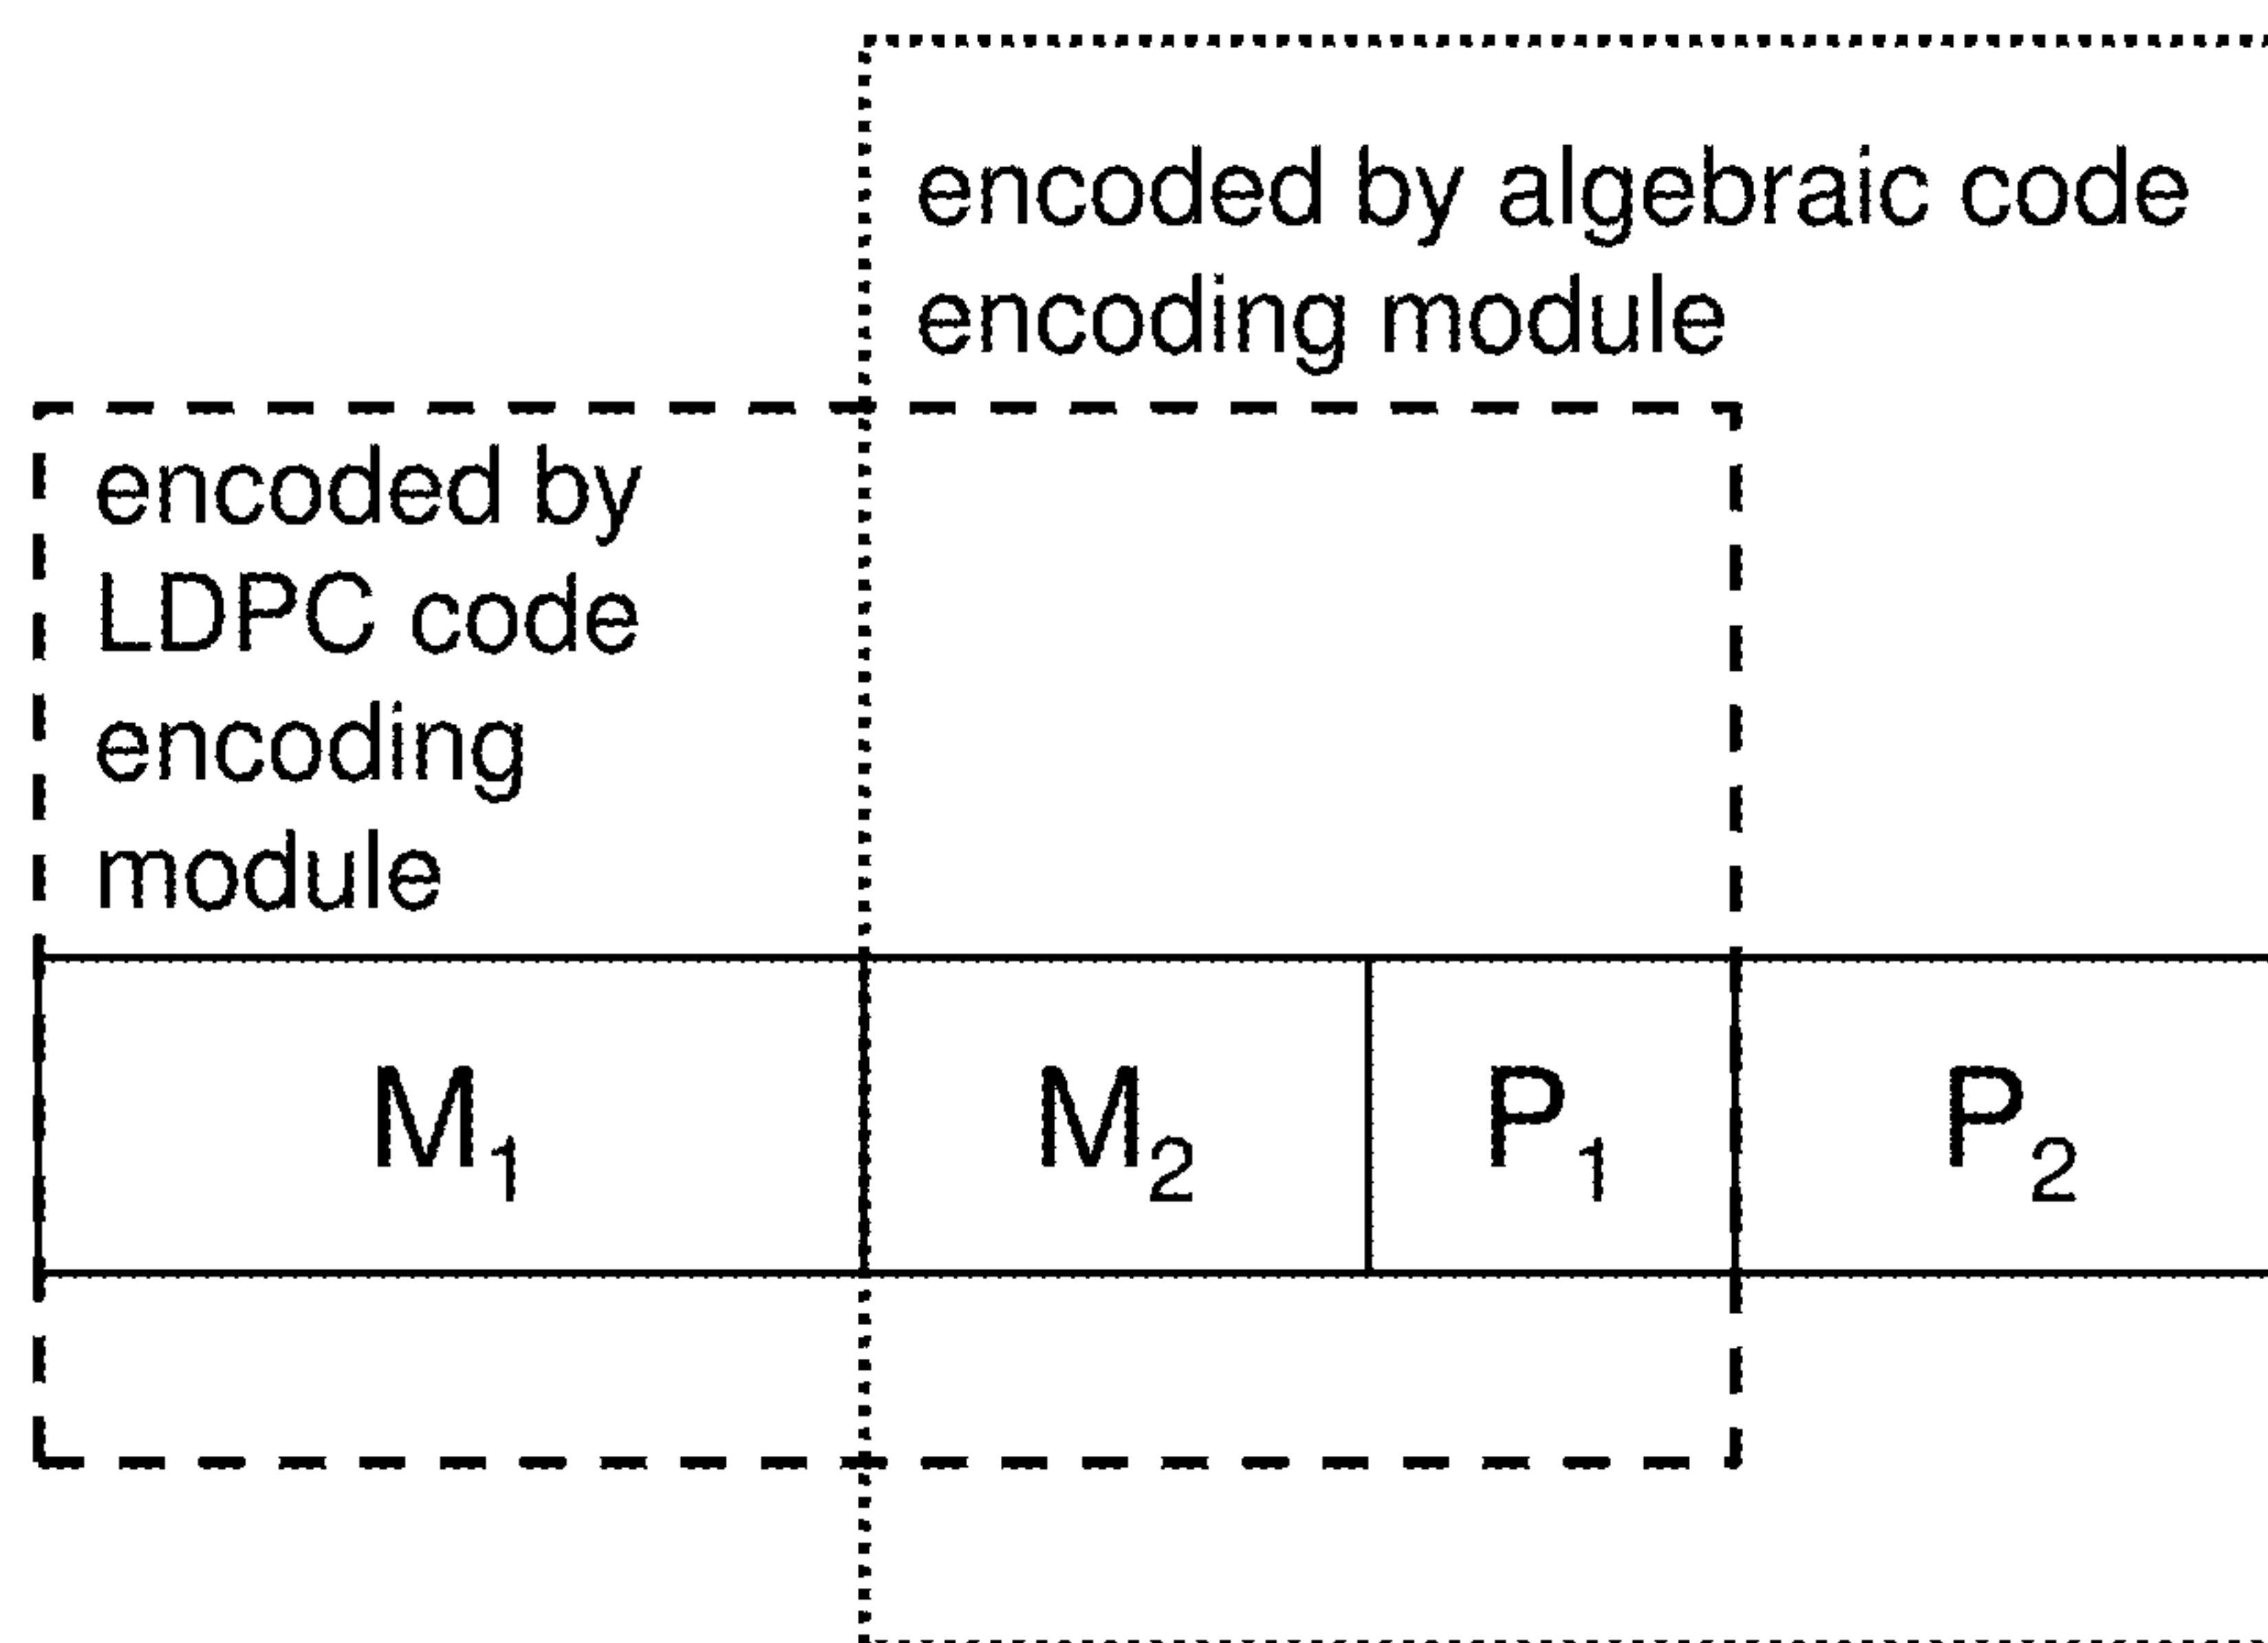 encoded by algebraic code
encoding module
encoded by
LDPC code
encoding
module
M₁ M₂ P₁ P₂